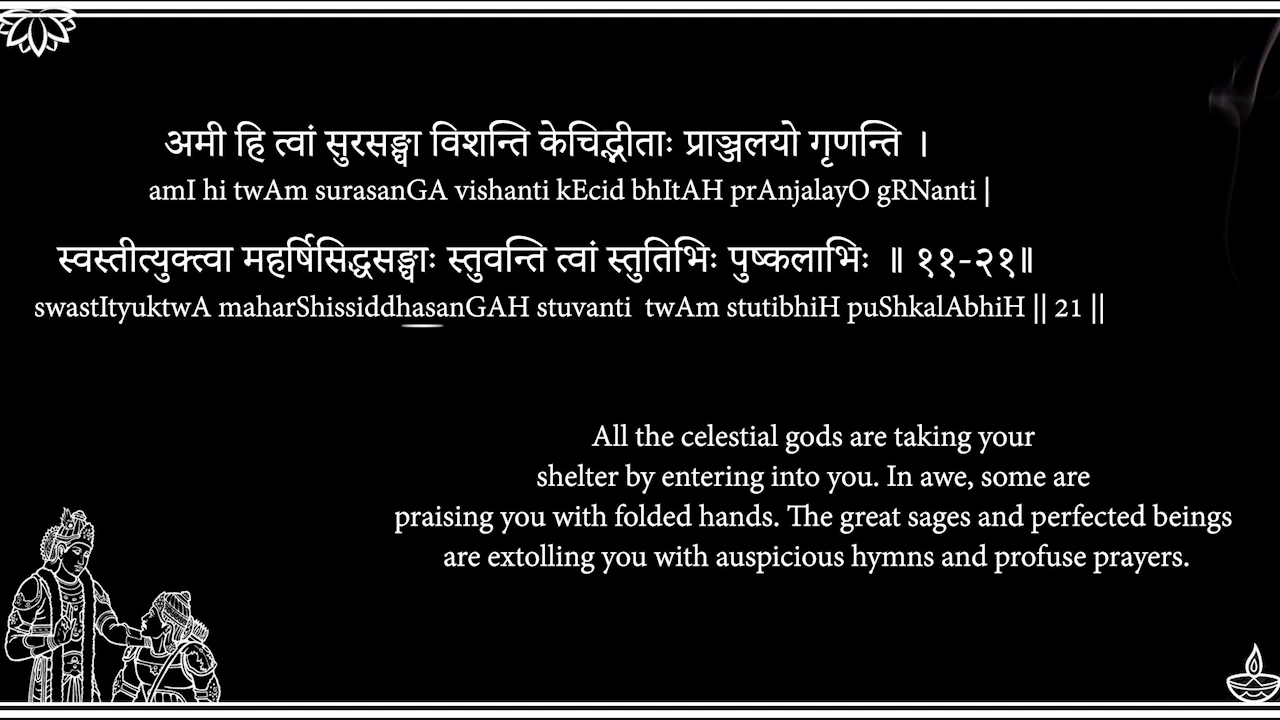 अमी हि त्वां सुरसङ्घा विशन्ति केचिद्भीताः प्राञ्जलयो गृणन्ति ।
amI hi twAm surasanGA vishanti kEcid bhItAH prAnjalayO gRNanti |
स्वस्तीत्युक्त्वा महर्षिसिद्धसङ्घाः स्तुवन्ति त्वां स्तुतिभिः पुष्कलाभिः ॥ ११-२१॥
swastItyuktwA maharShissiddhasanGAH stuvanti twAm stutibhiH puShkalAbhiH || 21 ||
All the celestial gods are taking your
shelter by entering into you. In awe, some are
praising you with folded hands. The great sages and perfected beings
are extolling you with auspicious hymns and profuse prayers.